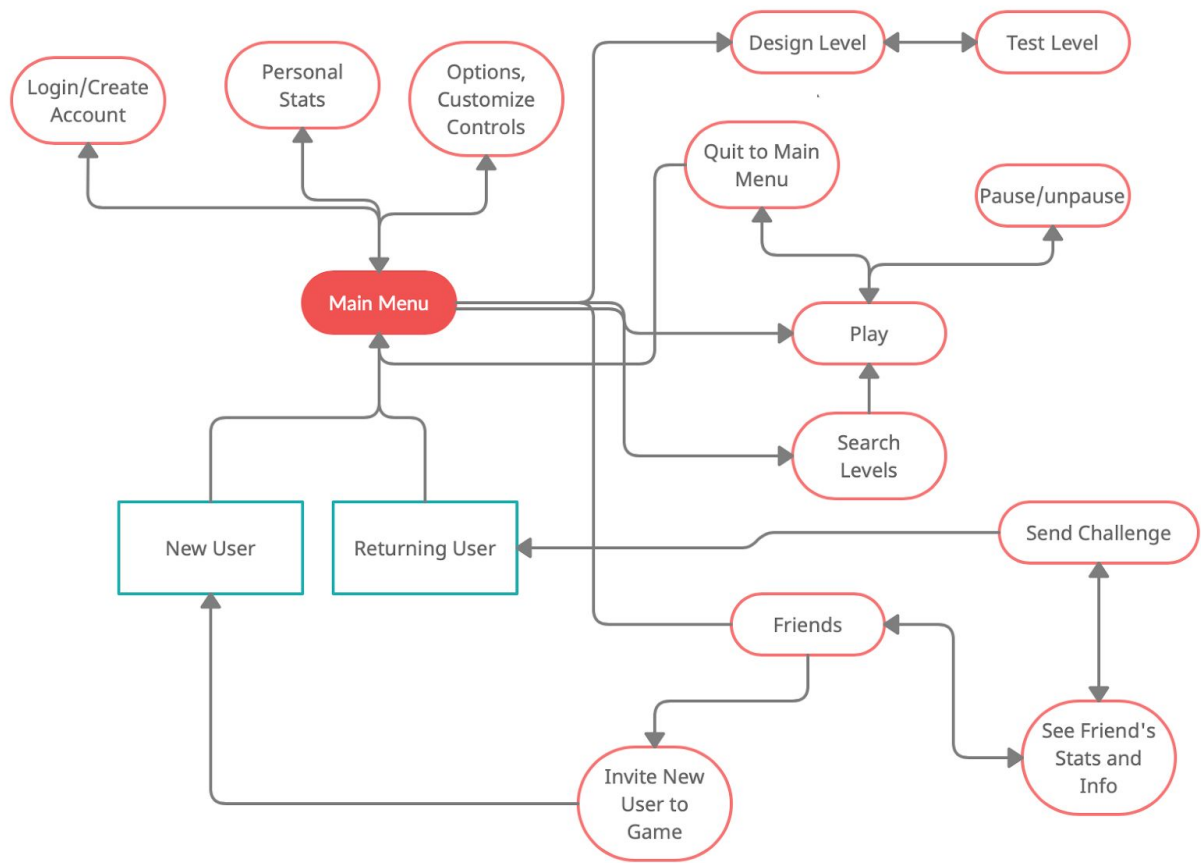 Design Level
Test Level
Login/Create
Account
Personal
Stats
Options,
Customize
Controls
Quit to Main
Menu
Pause/unpause
Main Menu
Play
Search
Levels
New User
Returning User
Send Challenge
Friends
See Friend's
Stats and
Info
Invite New
User to
Game